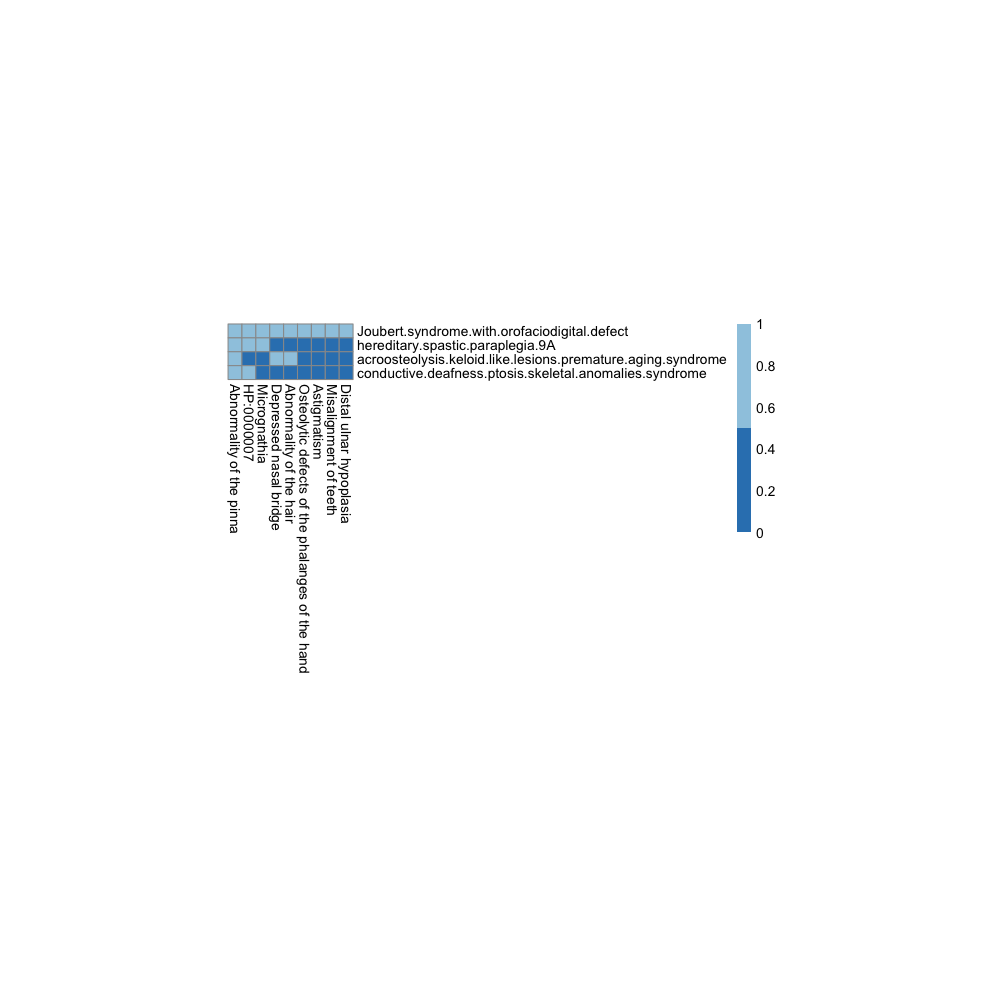 Joubert.syndrome.with.orofaciodigital.defect
hereditary.spastic.paraplegia.9A
acroosteolysis.keloid.like.lesions.premature.aging.syndrome
conductive.deafness.ptosis.skeletal.anomalies.syndrome
Abnormality of the pinna
HP:0000007
Micrognathia
Depressed nasal bridge
Abnormality of the hair
Osteolytic defects of the phalanges of the hand
Astigmatism
Misalignment of teeth
Distal ulnar hypoplasia
1
0.8
0.6
0.4
0.2
0